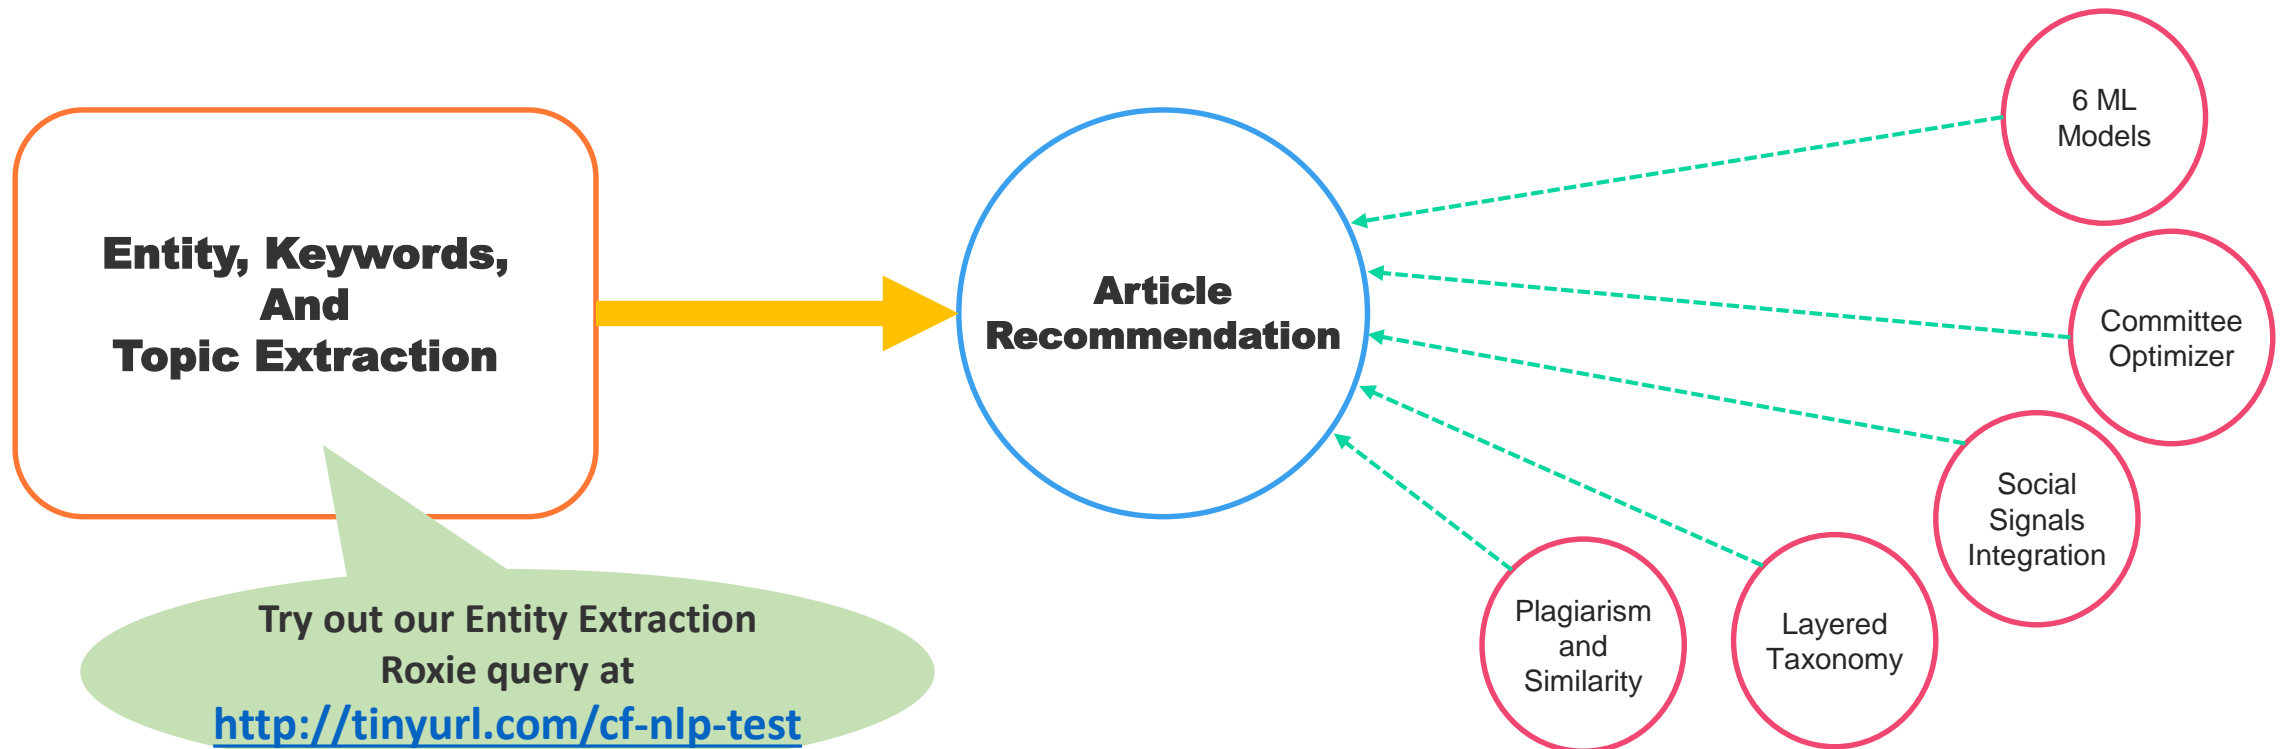 Entity, Keywords,
And
Topic Extraction
Try out our Entity Extraction
Roxie query at
http://tinyurl.com/cf-nlp-test
Article
Recommendation
6 ML
Models
Committee
Optimizer
Social
Signals
Integration
Layered
Taxonomy
Plagiarism
and
Similarity